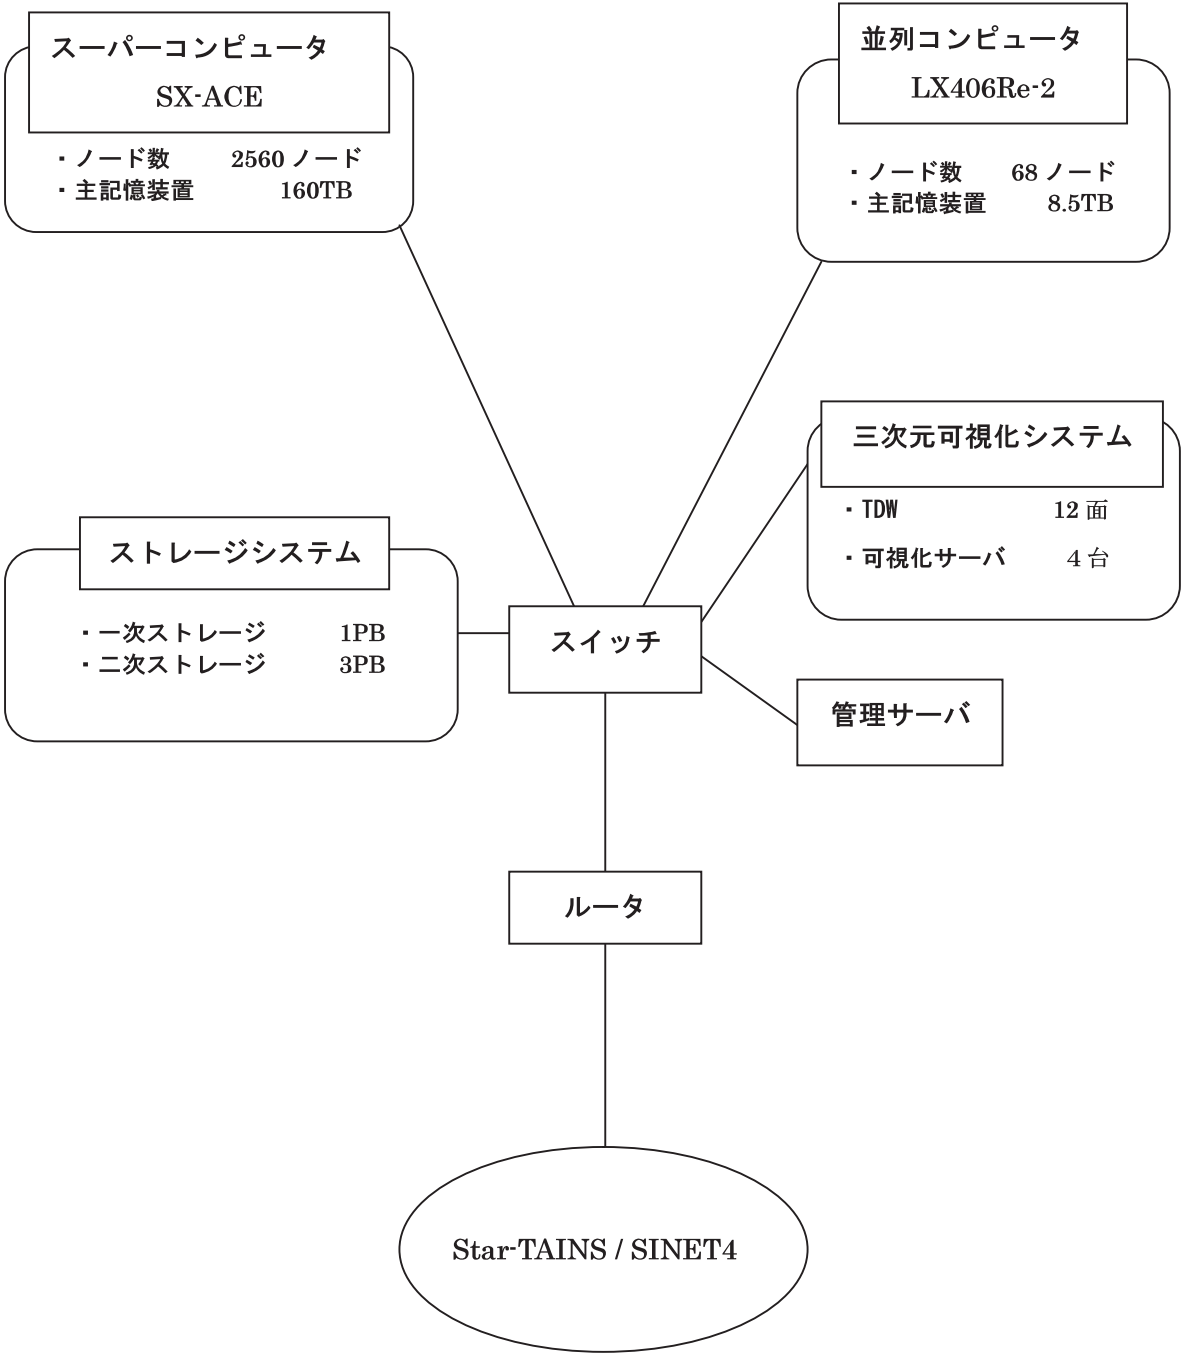 スーパーコンピュータ
SX-ACE
・ノード数 2560 ノード
・主記憶装置 160TB
並列コンピュータ
LX406Re-2
・ノード数 68 ノード
・主記憶装置 8.5TB
三次元可視化システム
・TDW 12 面
・可視化サーバ 4 台
ストレージシステム
・一次ストレージ 1PB
・二次ストレージ 3PB
スイッチ
管理サーバ
ルータ
Star-TAINS / SINET4